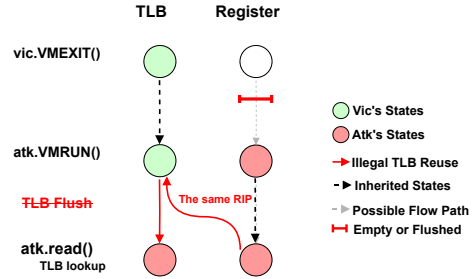 TLB
Register
vic.VMEXIT()
atk.VMRUN()
TLB Flush
The same RIP
atk.read()
TLB lookup
Vic's States
Atk's States
Illegal TLB Reuse
Inherited States
Possible Flow Path
Empty or Flushed